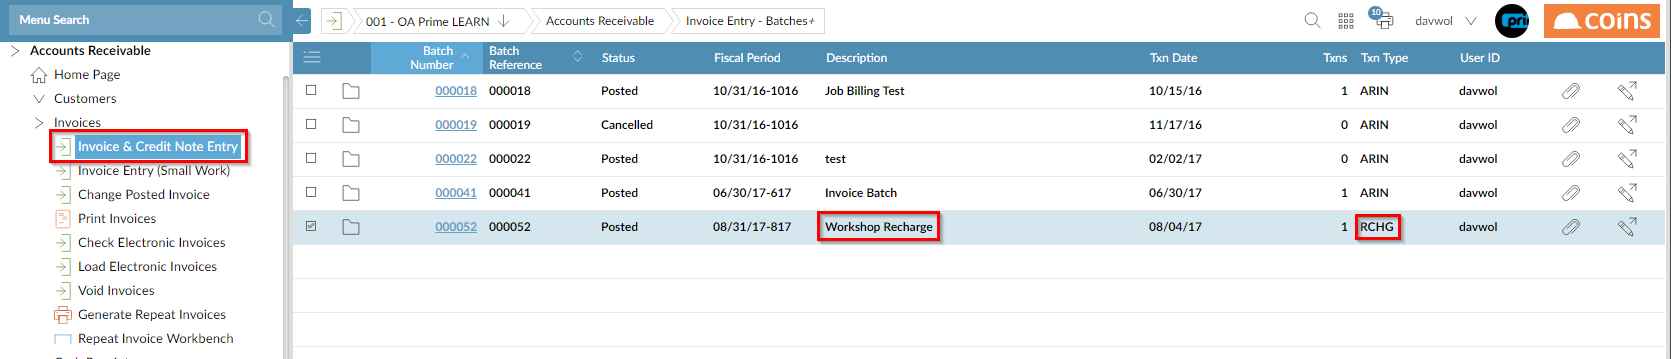 Menu Search
Accounts Receivable
Home Page
Customers
Invoices
Invoice & Credit Note Entry
Invoice Entry (Small Work)
Change Posted Invoice
Print Invoices
Check Electronic Invoices
Load Electronic Invoices
Void Invoices
Generate Repeat Invoices
Repeat Invoice Workbench
001 - OA Prime LEARN Accounts Receivable Invoice Entry - Batches+
10 davwol pri coins
Batch Number Batch Reference Status Fiscal Period Description Txn Date Txns Txn Type User ID
000018 000018 Posted 10/31/16-1016 Job Billing Test 10/15/16 1 ARIN davwol
000019 000019 Cancelled 10/31/16-1016 11/17/16 0 ARIN davwol
000022 000022 Posted 10/31/16-1016 test 02/02/17 0 ARIN davwol
000041 000041 Posted 06/30/17-617 Invoice Batch 06/30/17 1 ARIN davwol
000052 000052 Posted 08/31/17-817 Workshop Recharge 08/04/17 1 RCHG davwol